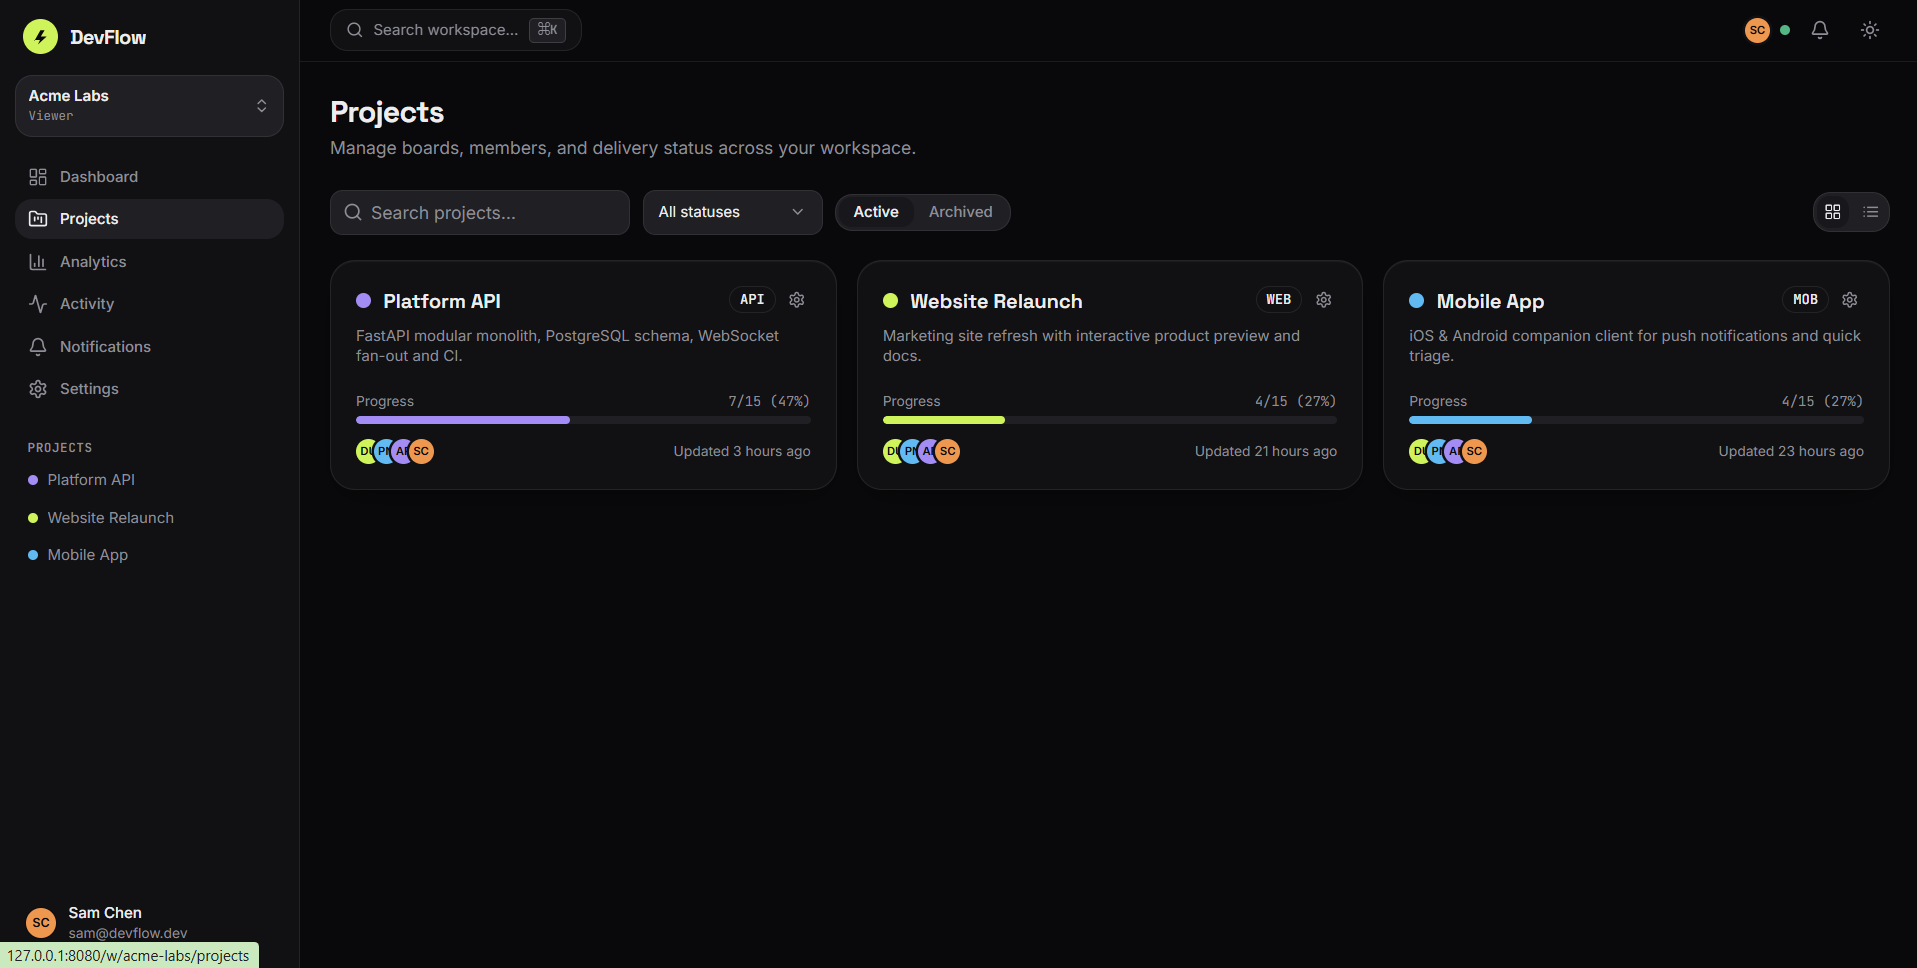 DevFlow
Acme Labs
Viewer
Dashboard
Projects
Analytics
Activity
Notifications
Settings
PROJECTS
Platform API
Website Relaunch
Mobile App
SC
Sam Chen
sam@devflow.dev
127.0.0.1:8080/w/acme-labs/projects
Search workspace... ⌘K
SC
Projects
Manage boards, members, and delivery status across your workspace.
Search projects...
All statuses
Active Archived
Platform API API
FastAPI modular monolith, PostgreSQL schema, WebSocket
fan-out and CI.
Progress 7/15 (47%)
SC Updated 3 hours ago
Website Relaunch WEB
Marketing site refresh with interactive product preview and
docs.
Progress 4/15 (27%)
SC Updated 21 hours ago
Mobile App MOB
iOS & Android companion client for push notifications and quick
triage.
Progress 4/15 (27%)
SC Updated 23 hours ago